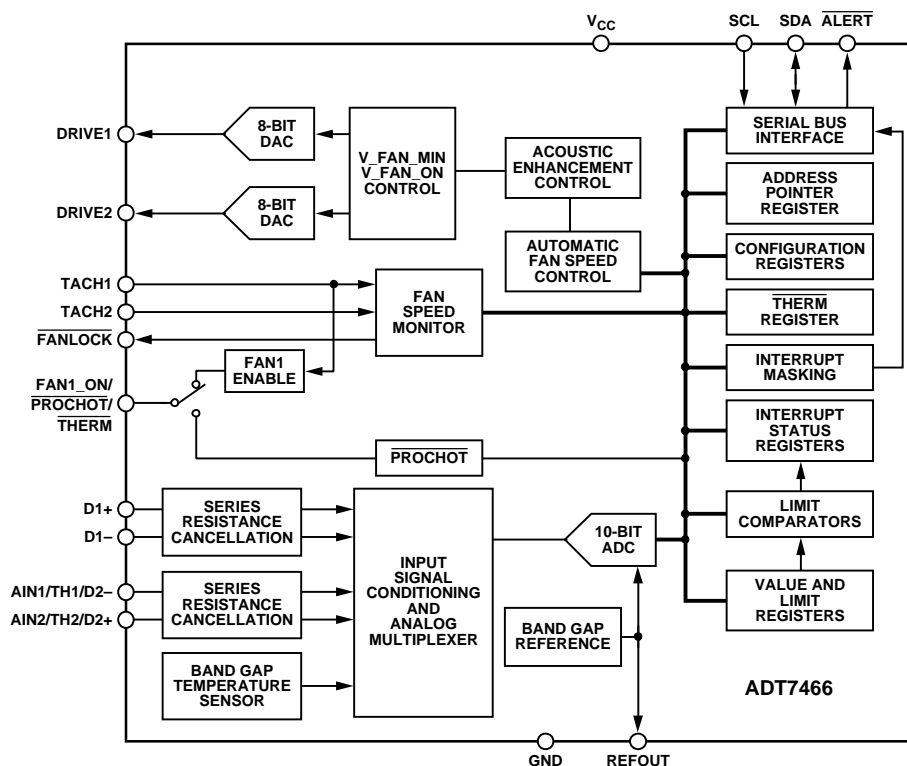 VCC
SCL
SDA
ALERT
DRIVE1
8-BIT
DAC
V_FAN_MIN
V_FAN_ON
CONTROL
ACOUSTIC
ENHANCEMENT
CONTROL
SERIAL BUS
INTERFACE
DRIVE2
8-BIT
DAC
ADDRESS
POINTER
REGISTER
AUTOMATIC
FAN SPEED
CONTROL
CONFIGURATION
REGISTERS
TACH1
TACH2
FANLOCK
FAN
SPEED
MONITOR
THERM
REGISTER
FAN1_ON/
PROCHOT/
THERM
FAN1
ENABLE
INTERRUPT
MASKING
INTERRUPT
STATUS
REGISTERS
PROCHOT
D1+
D1–
SERIES
RESISTANCE
CANCELLATION
INPUT
SIGNAL
CONDITIONING
AND
ANALOG
MULTIPLEXER
10-BIT
ADC
LIMIT
COMPARATORS
AIN1/TH1/D2–
AIN2/TH2/D2+
SERIES
RESISTANCE
CANCELLATION
VALUE AND
LIMIT
REGISTERS
BAND GAP
REFERENCE
BAND GAP
TEMPERATURE
SENSOR
ADT7466
GND
REFOUT